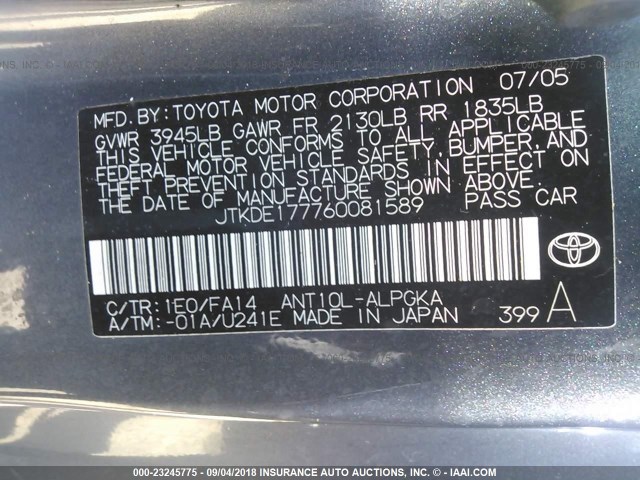 MFD. BY: TOYOTA MOTOR CORPORATION 07/05
GVWR 3945LB GAWR FR 2130LB RR 1835LB
THIS VEHICLE CONFORMS TO ALL APPLICABLE
FEDERAL MOTOR VEHICLE SAFETY, BUMPER, AND
THEFT PREVENTION STANDARDS IN EFFECT ON
THE DATE OF MANUFACTURE SHOWN ABOVE.
JTKDE177760081589 PASS CAR
C/TR: 1E0/FA14 ANT10L-ALPGKA
A/TM: -01A/U241E MADE IN JAPAN 399 A
000-23245775 - 09/04/2018 - INSURANCE AUTO AUCTIONS - © - IAAI.COM